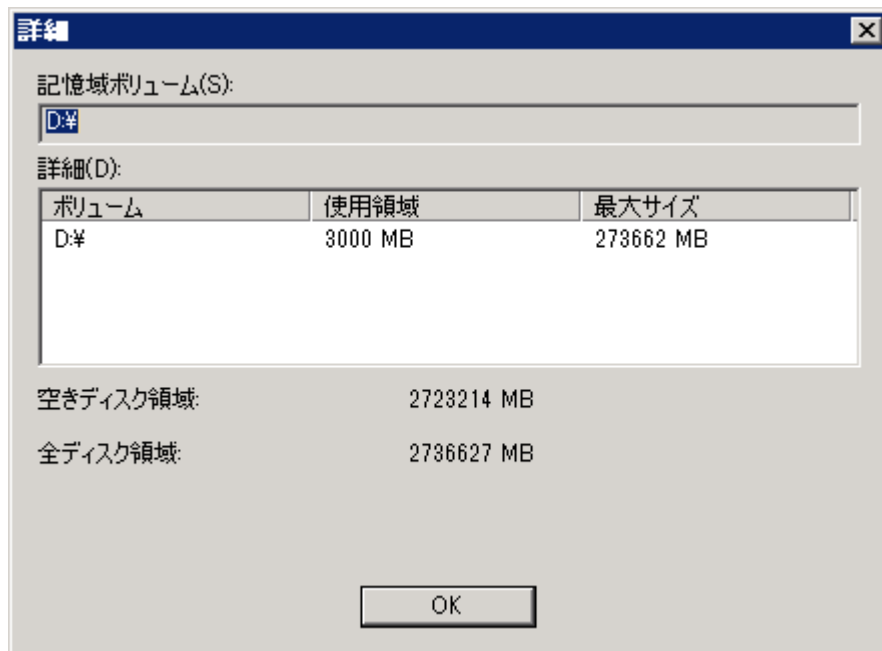 詳細
記憶域ボリューム(S):
D:¥
詳細(D):
ボリューム 使用領域 最大サイズ
D:¥ 3000 MB 273662 MB
空きディスク領域: 2723214 MB
全ディスク領域: 2736627 MB
OK